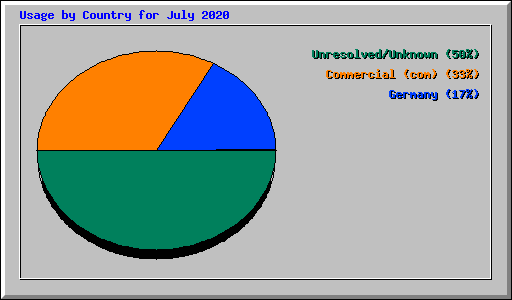 Usage by Country for July 2020
Unresolved/Unknown (50%)
Commercial (com) (33%)
Germany (17%)